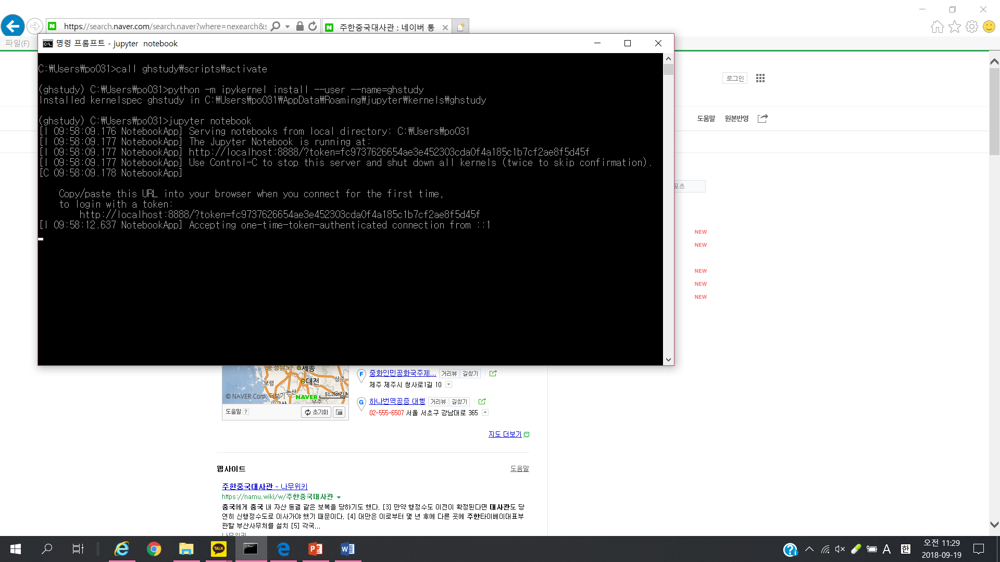 https://search.naver.com/search.naver?where=nexearch&s
주한중국대사관 : 네이버 통
파일(F)
명령 프롬프트 - jupyter  notebook
C:₩Users₩po031>call ghstudy₩scripts₩activate
(ghstudy) C:₩Users₩po031>python -m ipykernel install --user --name=ghstudy
Installed kernelspec ghstudy in C:₩Users₩po031₩AppData₩Roaming₩jupyter₩kernels₩ghstudy
(ghstudy) C:₩Users₩po031>jupyter notebook
[I 09:58:09.176 NotebookApp] Serving notebooks from local directory: C:₩Users₩po031
[I 09:58:09.177 NotebookApp] The Jupyter Notebook is running at:
[I 09:58:09.177 NotebookApp] http://localhost:8888/?token=fc9737626654ae3e452303cda0f4a185c1b7cf2ae8f5d45f
[I 09:58:09.177 NotebookApp] Use Control-C to stop this server and shut down all kernels (twice to skip confirmation).
[C 09:58:09.178 NotebookApp]
Copy/paste this URL into your browser when you connect for the first time,
to login with a token:
http://localhost:8888/?token=fc9737626654ae3e452303cda0f4a185c1b7cf2ae8f5d45f
[I 09:58:12.637 NotebookApp] Accepting one-time-token-authenticated connection from ::1
로그인
도움말 원본반영
포츠
NEW
NEW
NEW
NEW
NEW
충청남도 세종
상주
보령 대전
논산
© NAVER Corp. 더보기 NAVER 51.2km 김천
도움말 ? 초기화
F 중화인민공화국주제... 거리뷰 길찾기
제주 제주시 청사로1길 10
G 하나번역공증 대행 거리뷰 길찾기
02-555-6507 서울 서초구 강남대로 365
지도 더보기
웹사이트 도움말
주한중국대사관 - 나무위키
https://namu.wiki/w/주한중국대사관
중국에게 중국 내 자산 동결 같은 보복을 당하기도 했다. [3] 만약 행정수도 이전이 확정된다면 대사관도 당
연히 신행정수도로 이사가야 했기 때문이다. [4] 대만은 이로부터 몇 년 후에 다른 곳에 주한타이베이대표부
관할 부산사무처를 설치 [5] 각국...
나무위키
TALK
A 한
오전 11:29
2018-09-19